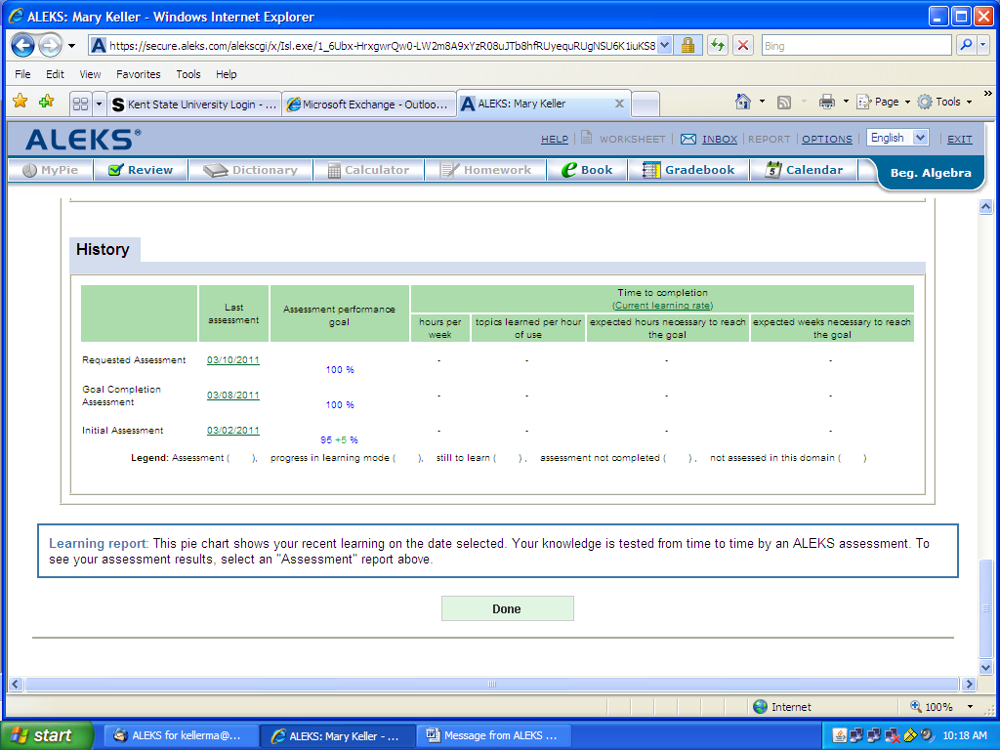 ALEKS: Mary Keller - Windows Internet Explorer
https://secure.aleks.com/alekscgi/x/Isl.exe/
Bing
File Edit View Favorites Tools Help
Kent State University Login - ... Microsoft Exchange - Outloo... ALEKS: Mary Keller Page Tools
ALEKS®
HELP WORKSHEET INBOX REPORT OPTIONS English EXIT
MyPie Review Dictionary Calculator Homework eBook Gradebook Calendar
Beg. Algebra
History
Last assessment
Assessment performance goal
Time to completion
(Current learning rate)
hours per week
topics learned per hour of use
expected hours necessary to reach the goal
expected weeks necessary to reach the goal
Requested Assessment 03/10/2011 100 % - - - -
Goal Completion Assessment 03/08/2011 100 % - - - -
Initial Assessment 03/02/2011 95 +5 % - - - -
Legend: Assessment ( ), progress in learning mode ( ), still to learn ( ), assessment not completed ( ), not assessed in this domain ( )
Learning report: This pie chart shows your recent learning on the date selected. Your knowledge is tested from time to time by an ALEKS assessment. To
see your assessment results, select an "Assessment" report above.
Done
Internet 100%
start ALEKS for kellerma@... ALEKS: Mary Keller - ... Message from ALEKS ... 10:18 AM